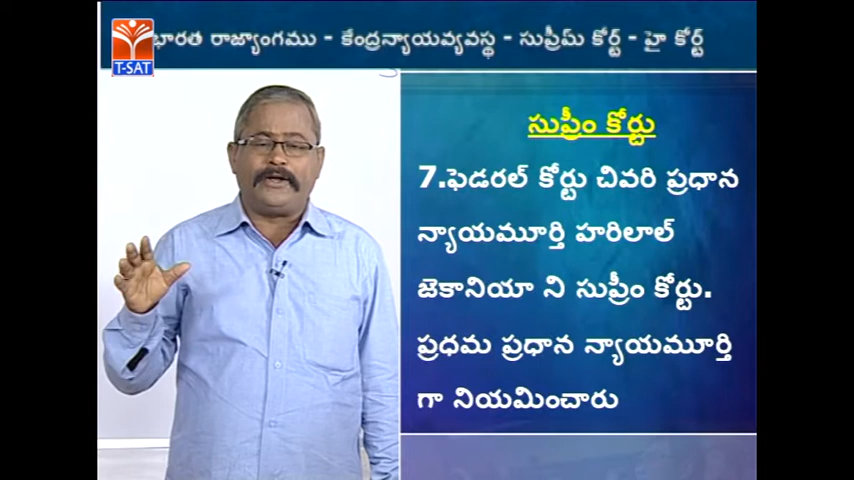 భారత రాజ్యాంగము - కేంద్రన్యాయవ్యవస్థ - సుప్రీమ్ కోర్ట్ - హై కోర్ట్
T-SAT
సుప్రీం కోర్టు
7.ఫెడరల్ కోర్టు చివరి ప్రధాన
న్యాయమూర్తి హరిలాల్
జెకానియా ని సుప్రీం కోర్టు.
ప్రధమ ప్రధాన న్యాయమూర్తి
గా నియమించారు